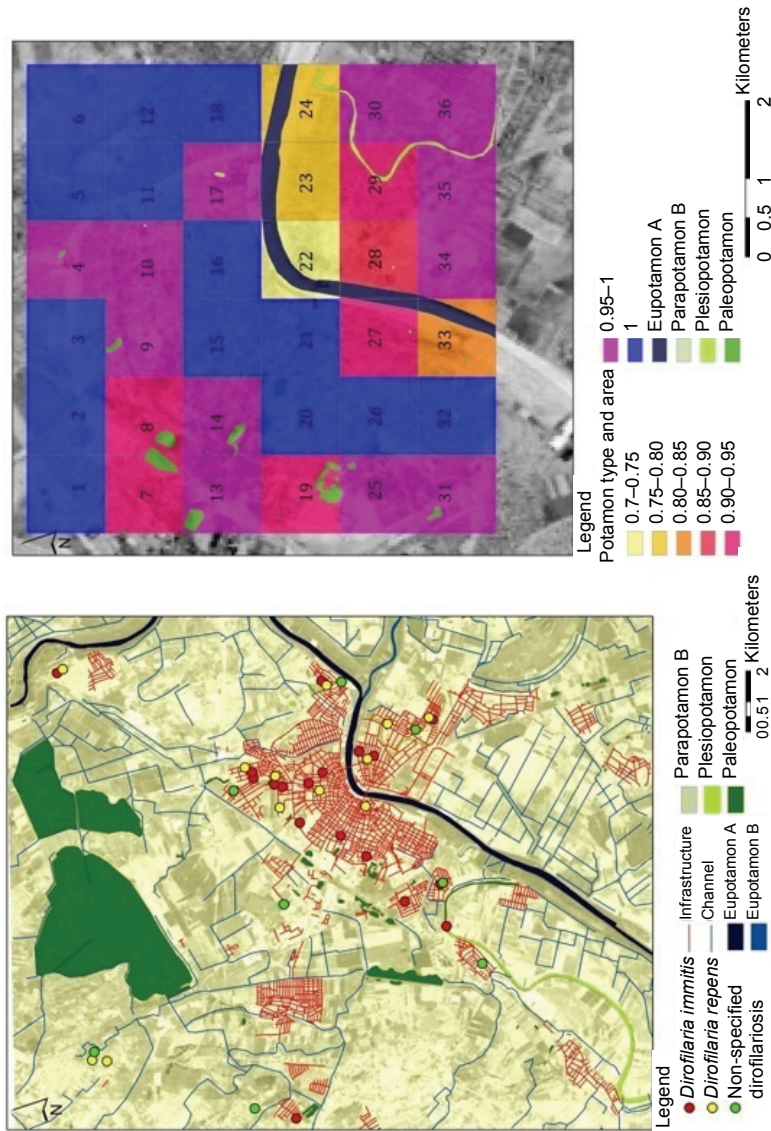 N
Legend
Dirofilaria immitis
Dirofilaria repens
Non-specified
dirofilariosis
Infrastructure
Channel
Eupotamon A
Eupotamon B
Parapotamon B
Plesiopotamon
Paleopotamon
00.51 2
Kilometers
N
1 2 3 4 5 6
7 8 9 10 11 12
13 14 15 16 17 18
19 20 21 22 23 24
25 26 27 28 29 30
31 32 33 34 35 36
Legend
Potamon type and area
0.7–0.75
0.75–0.80
0.80–0.85
0.85–0.90
0.90–0.95
0.95–1
1
Eupotamon A
Parapotamon B
Plesiopotamon
Paleopotamon
0 0.5 1 2
Kilometers